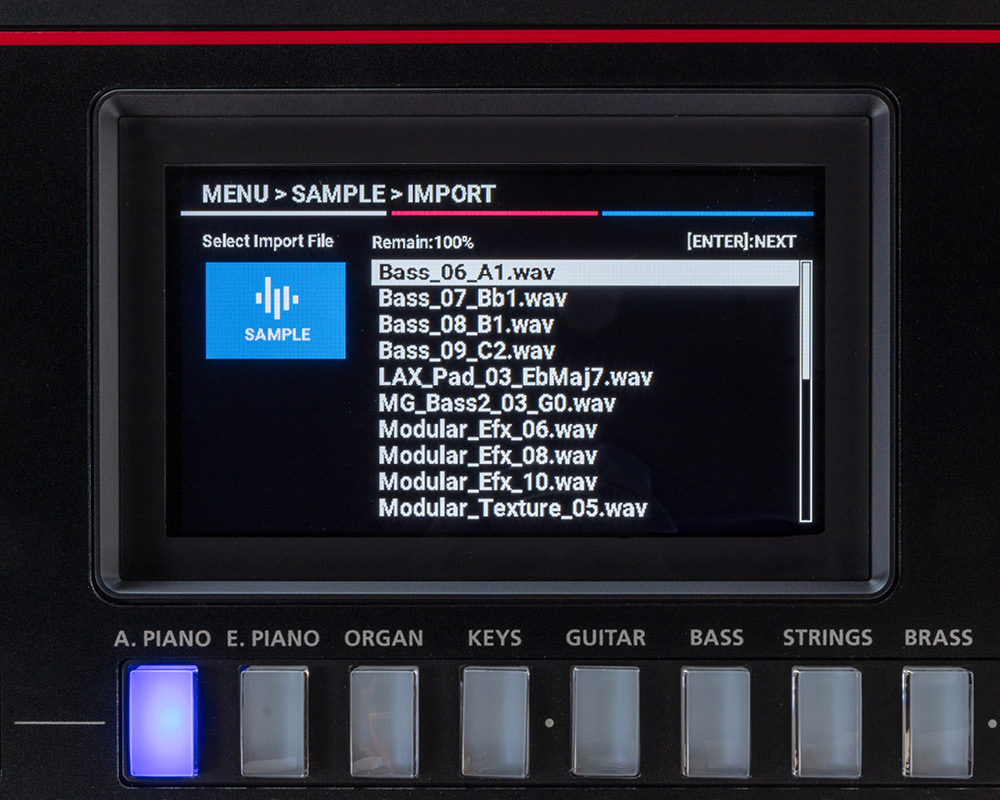 MENU > SAMPLE > IMPORT
Select Import File
Remain:100%
[ENTER]:NEXT
SAMPLE
Bass_06_A1.wav
Bass_07_Bb1.wav
Bass_08_B1.wav
Bass_09_C2.wav
LAX_Pad_03_EbMaj7.wav
MG_Bass2_03_G0.wav
Modular_Efx_06.wav
Modular_Efx_08.wav
Modular_Efx_10.wav
Modular_Texture_05.wav
A. PIANO E. PIANO ORGAN KEYS GUITAR BASS STRINGS BRASS